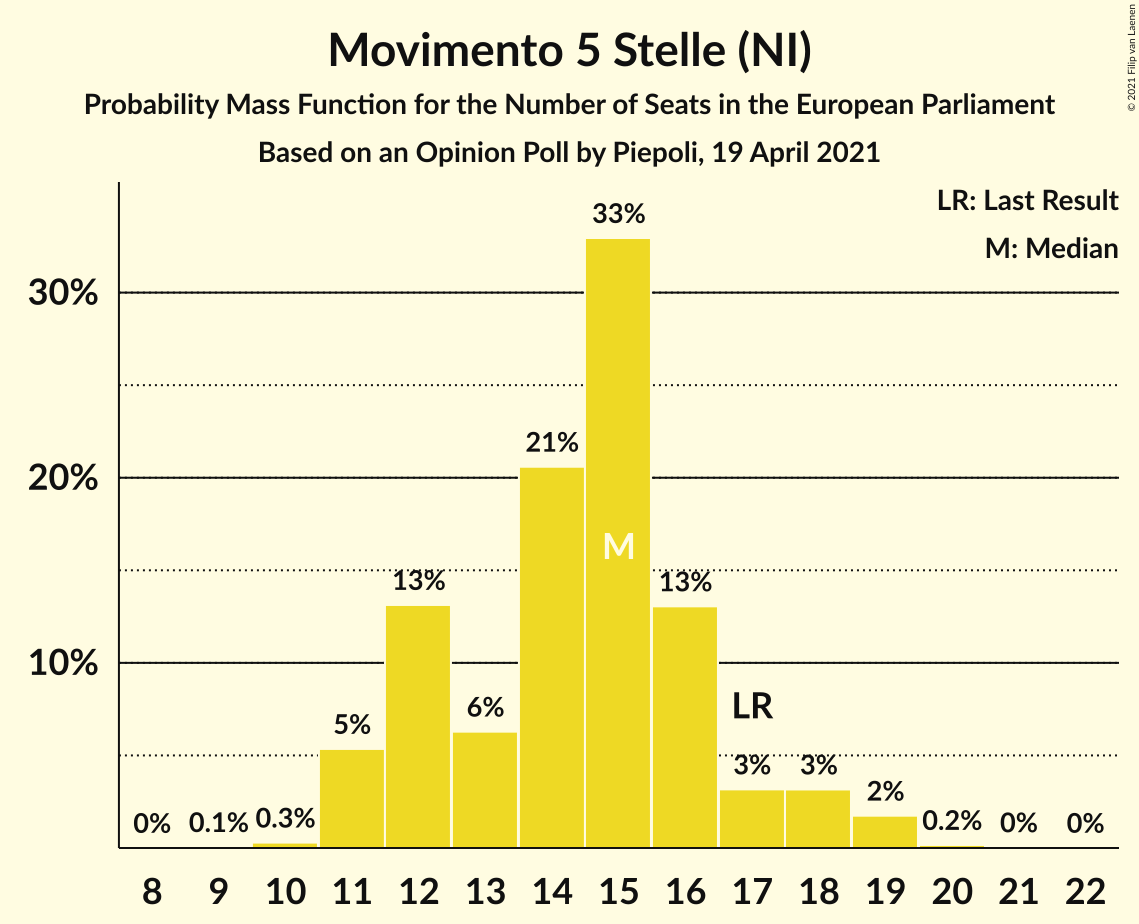 Movimento 5 Stelle (NI)
Probability Mass Function for the Number of Seats in the European Parliament
Based on an Opinion Poll by Piepoli, 19 April 2021
© 2021 Filip van Laenen
LR: Last Result
M: Median
33%
30%
21%
20%
M
13%
13%
10%
6%
LR
5%
3%
3%
2%
0%
0.1%
0.3%
0.2%
0%
0%
8 9 10 11 12 13 14 15 16 17 18 19 20 21 22